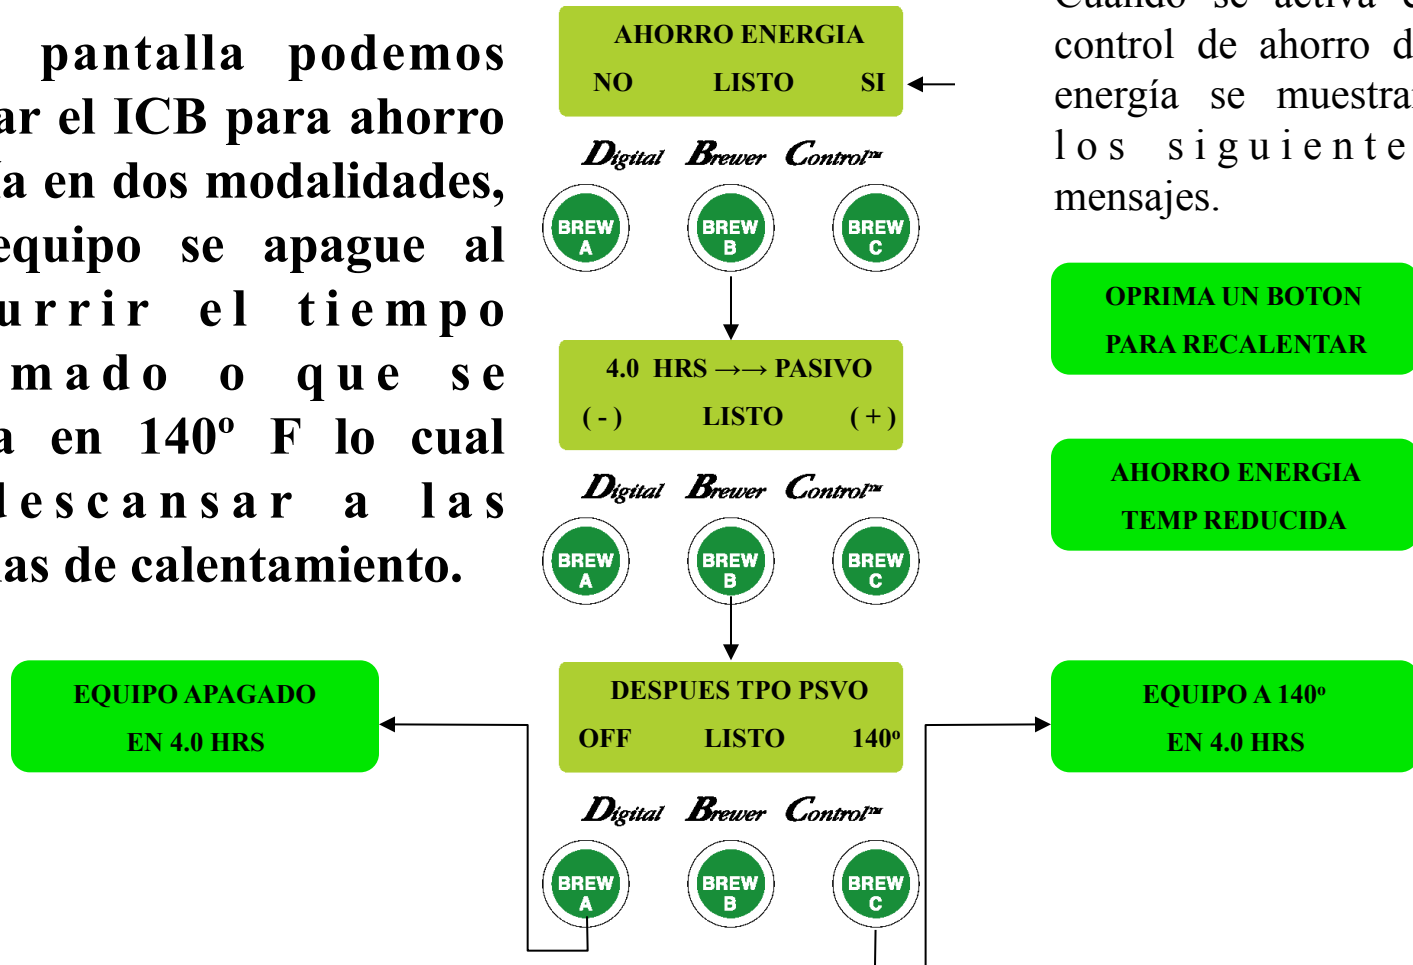 pantalla podemos
ar el ICB para ahorro
ía en dos modalidades,
equipo se apague al
urrir el tiempo
mado o que se
a en 140º F lo cual
descansar a las
las de calentamiento.
AHORRO ENERGIA
NO LISTO SI
Digital Brewer Control™
BREW A
BREW B
BREW C
4.0 HRS →→ PASIVO
( - ) LISTO ( + )
Digital Brewer Control™
BREW A
BREW B
BREW C
DESPUES TPO PSVO
OFF LISTO 140º
Digital Brewer Control™
BREW A
BREW B
BREW C
EQUIPO APAGADO
EN 4.0 HRS
Cuando se activa e
control de ahorro d
energía se muestra
los siguiente
mensajes.
OPRIMA UN BOTON
PARA RECALENTAR
AHORRO ENERGIA
TEMP REDUCIDA
EQUIPO A 140º
EN 4.0 HRS